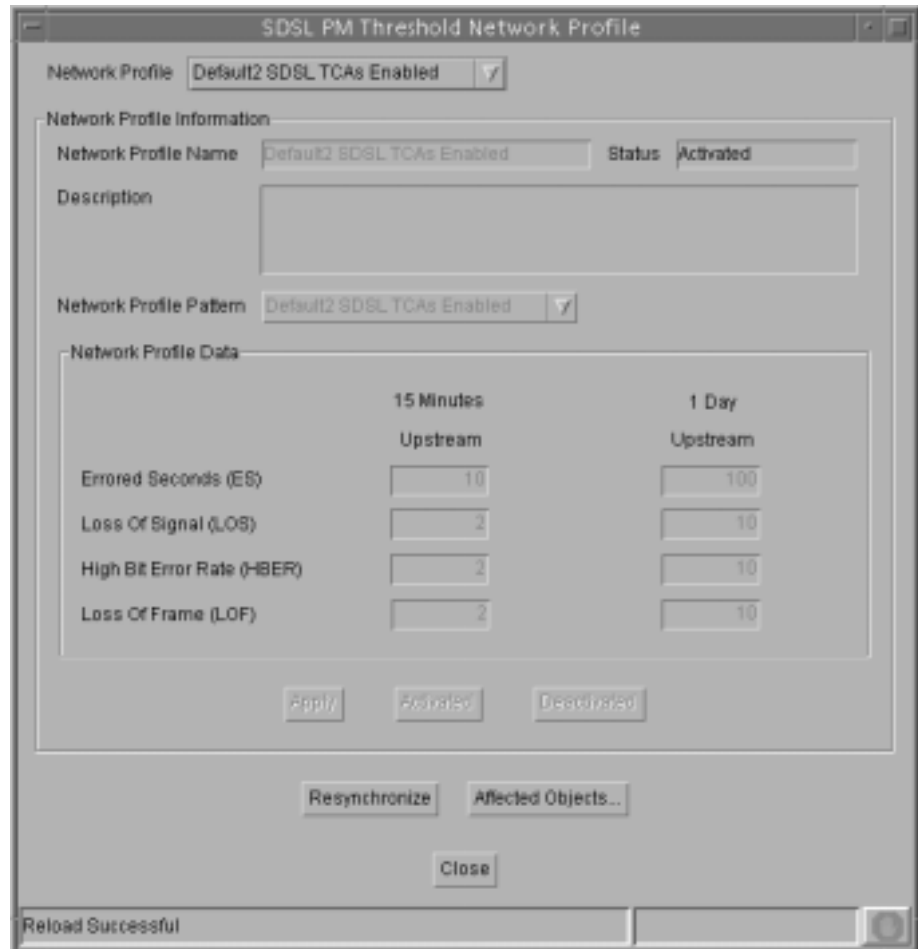 SDSL PM Threshold Network Profile
Network Profile Default2 SDSL TCAs Enabled
Network Profile Information
Network Profile Name Default2 SDSL TCAs Enabled Status Activated
Description
Network Profile Pattern Default2 SDSL TCAs Enabled
Network Profile Data
15 Minutes 1 Day
Upstream Upstream
Errored Seconds (ES) 10 100
Loss Of Signal (LOS) 2 10
High Bit Error Rate (HBER) 2 10
Loss Of Frame (LOF) 2 10
Apply Activated Deactivated
Resynchronize Affected Objects...
Close
Reload Successful